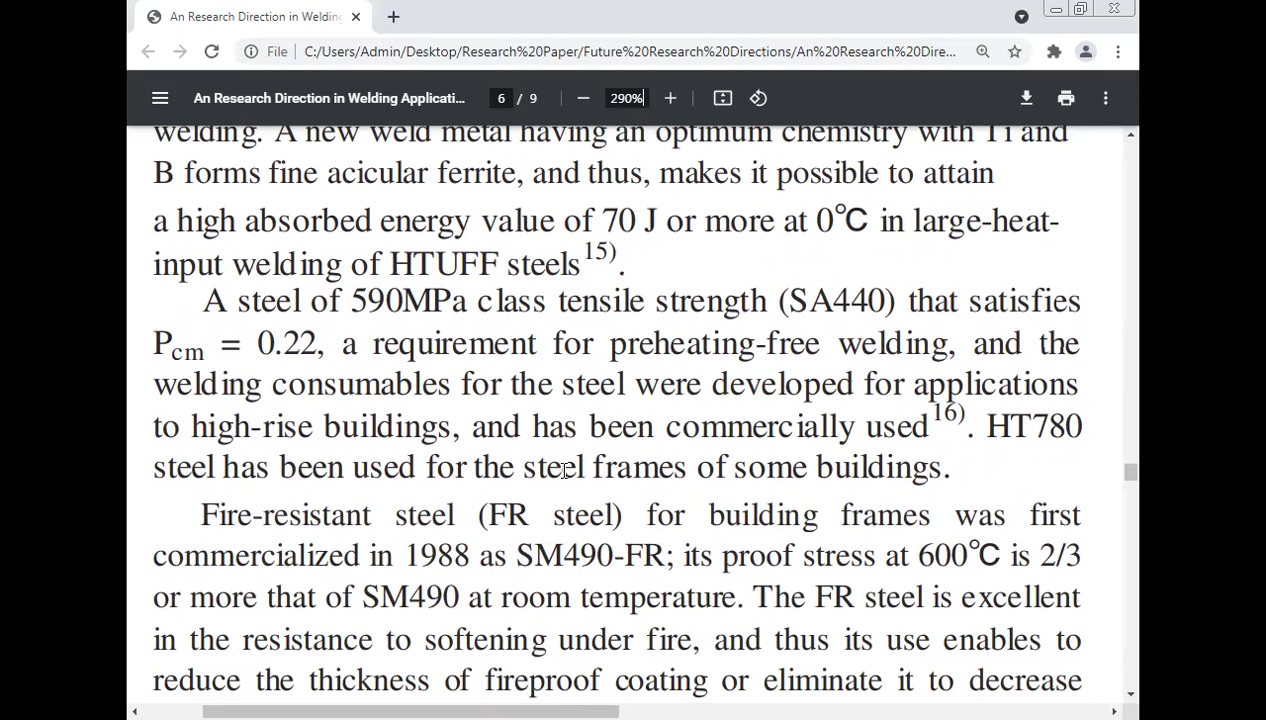 An Research Direction in Welding
File C:/Users/Admin/Desktop/Research%20Paper/Future%20Research%20Directions/An%20Research%20Dire...
An Research Direction in Welding Applicati... 6 / 9 290%
welding. A new weld metal having an optimum chemistry with Ti and
B forms fine acicular ferrite, and thus, makes it possible to attain
a high absorbed energy value of 70 J or more at 0℃ in large-heat-
input welding of HTUFF steels15).
A steel of 590MPa class tensile strength (SA440) that satisfies
Pcm = 0.22, a requirement for preheating-free welding, and the
welding consumables for the steel were developed for applications
to high-rise buildings, and has been commercially used16). HT780
steel has been used for the steel frames of some buildings.
Fire-resistant steel (FR steel) for building frames was first
commercialized in 1988 as SM490-FR; its proof stress at 600℃ is 2/3
or more that of SM490 at room temperature. The FR steel is excellent
in the resistance to softening under fire, and thus its use enables to
reduce the thickness of fireproof coating or eliminate it to decrease